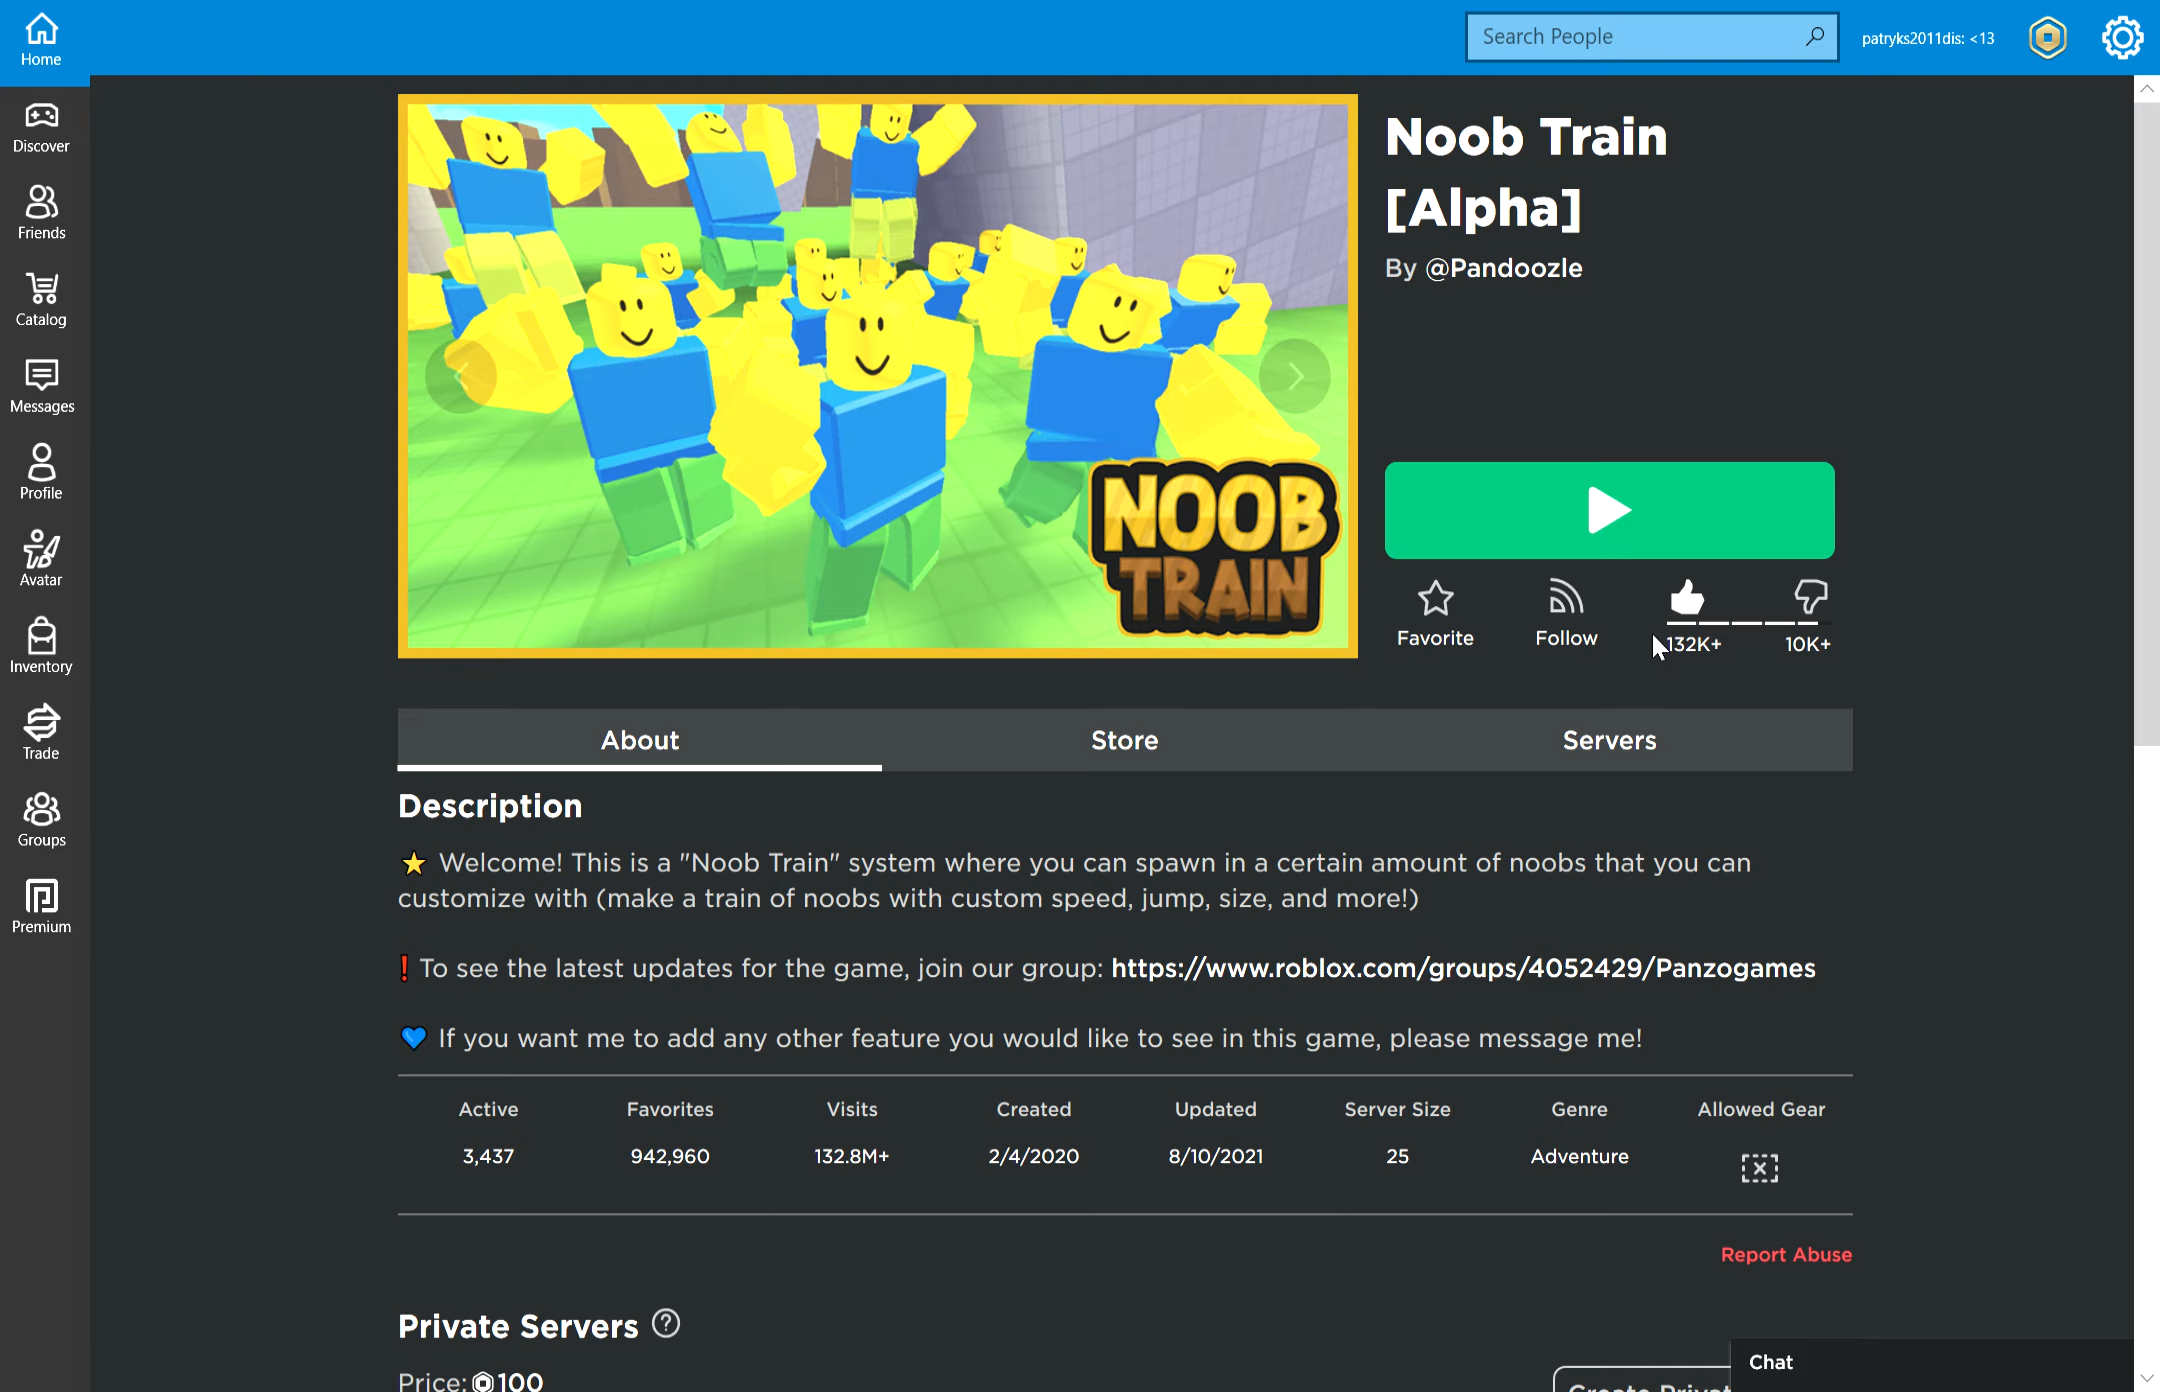 Home
Search People
patryks2011dis: <13
Discover
Friends
Catalog
Messages
Profile
Avatar
Inventory
Trade
Groups
Premium
NOOB
TRAIN
Noob Train
[Alpha]
By @Pandoozle
Favorite
Follow
132K+
10K+
About
Store
Servers
Description
⭐ Welcome! This is a "Noob Train" system where you can spawn in a certain amount of noobs that you can
customize with (make a train of noobs with custom speed, jump, size, and more!)
❗ To see the latest updates for the game, join our group: https://www.roblox.com/groups/4052429/Panzogames
💙 If you want me to add any other feature you would like to see in this game, please message me!
Active Favorites Visits Created Updated Server Size Genre Allowed Gear
3,437 942,960 132.8M+ 2/4/2020 8/10/2021 25 Adventure
Report Abuse
Private Servers
Price: 100
Create Privat
Chat